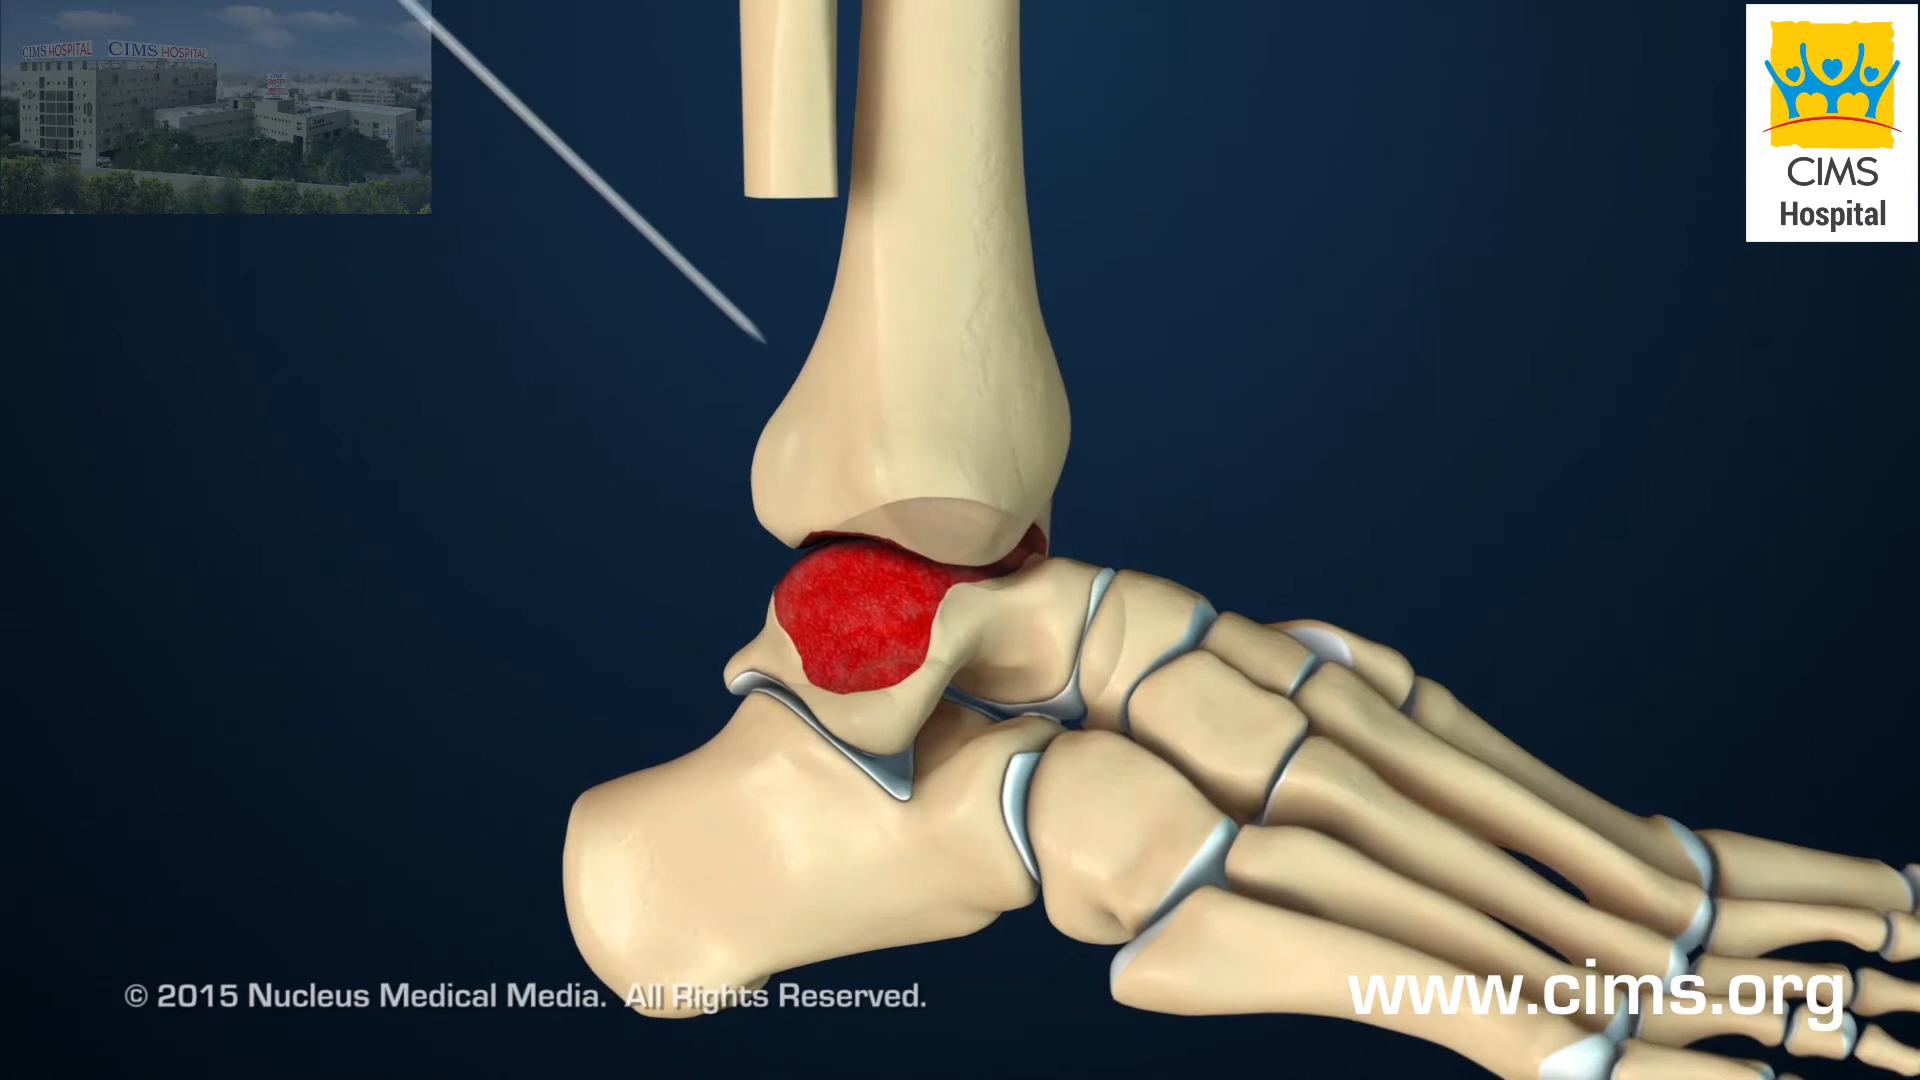 CIMS HOSPITAL CIMS HOSPITAL
CIMS
Hospital
© 2015 Nucleus Medical Media. All Rights Reserved.
www.cims.org